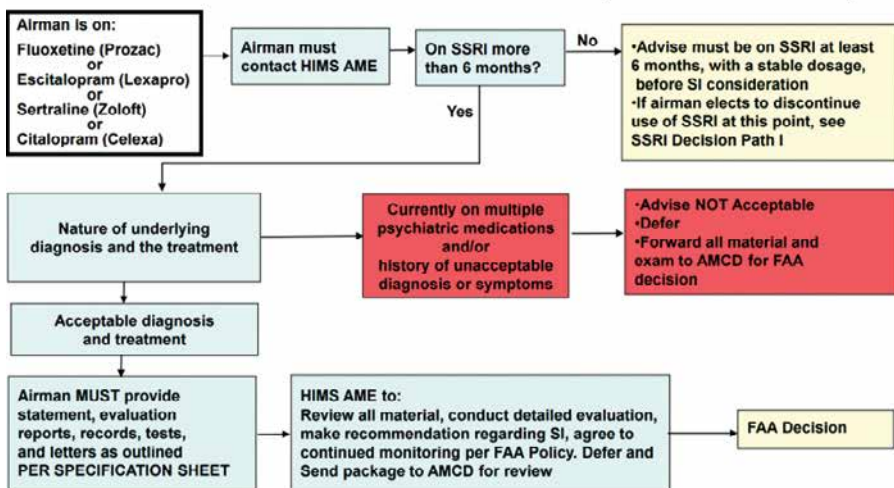 Airman is on:
Fluoxetine (Prozac)
or
Escitalopram (Lexapro)
or
Sertraline (Zoloft)
or
Citalopram (Celexa)
Airman must
contact HIMS AME
On SSRI more
than 6 months?
No
•Advise must be on SSRI at least
6 months, with a stable dosage,
before SI consideration
•If airman elects to discontinue
use of SSRI at this point, see
SSRI Decision Path I
Yes
Nature of underlying
diagnosis and the treatment
Currently on multiple
psychiatric medications
and/or
history of unacceptable
diagnosis or symptoms
•Advise NOT Acceptable
•Defer
•Forward all material and
exam to AMCD for FAA
decision
Acceptable diagnosis
and treatment
Airman MUST provide
statement, evaluation
reports, records, tests,
and letters as outlined
PER SPECIFICATION SHEET
HIMS AME to:
Review all material, conduct detailed evaluation,
make recommendation regarding SI, agree to
continued monitoring per FAA Policy. Defer and
Send package to AMCD for review
FAA Decision